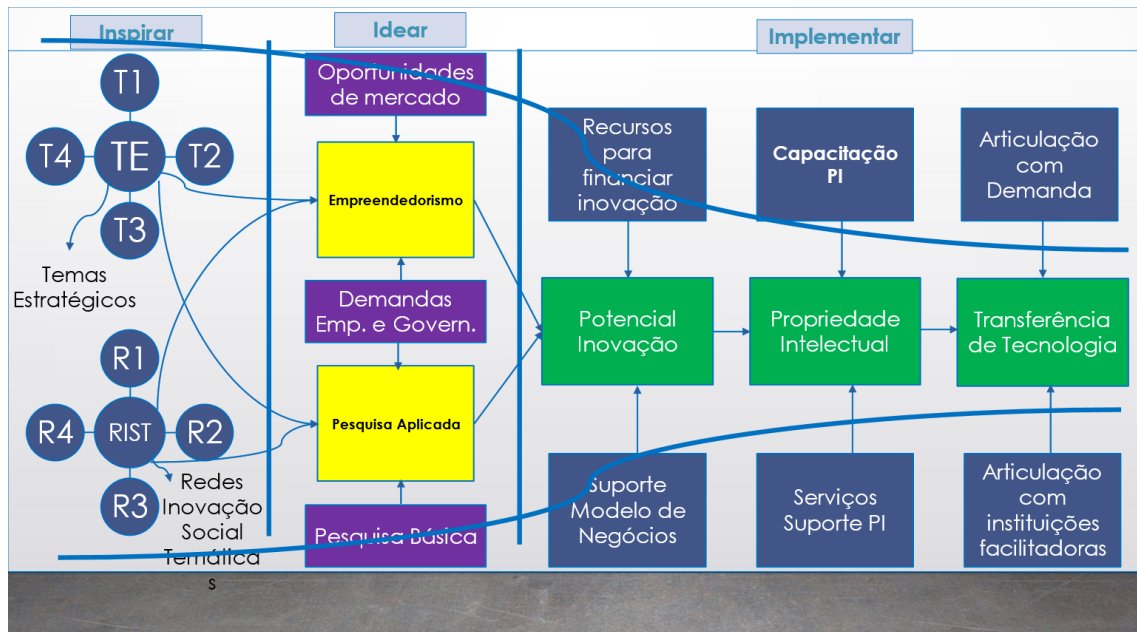 Inspirar
Idear
Implementar
T1
T4
TE
T2
T3
Temas
Estratégicos
R1
R4
RIST
R2
R3
Redes
Inovação
Social
Temática
s
Oportunidades
de mercado
Empreendedorismo
Demandas
Emp. e Govern.
Pesquisa Aplicada
Pesquisa Básica
Recursos
para
financiar
inovação
Capacitação
PI
Articulação
com
Demanda
Potencial
Inovação
Propriedade
Intelectual
Transferência
de Tecnologia
Suporte
Modelo de
Negócios
Serviços
Suporte PI
Articulação
com
instituições
facilitadoras